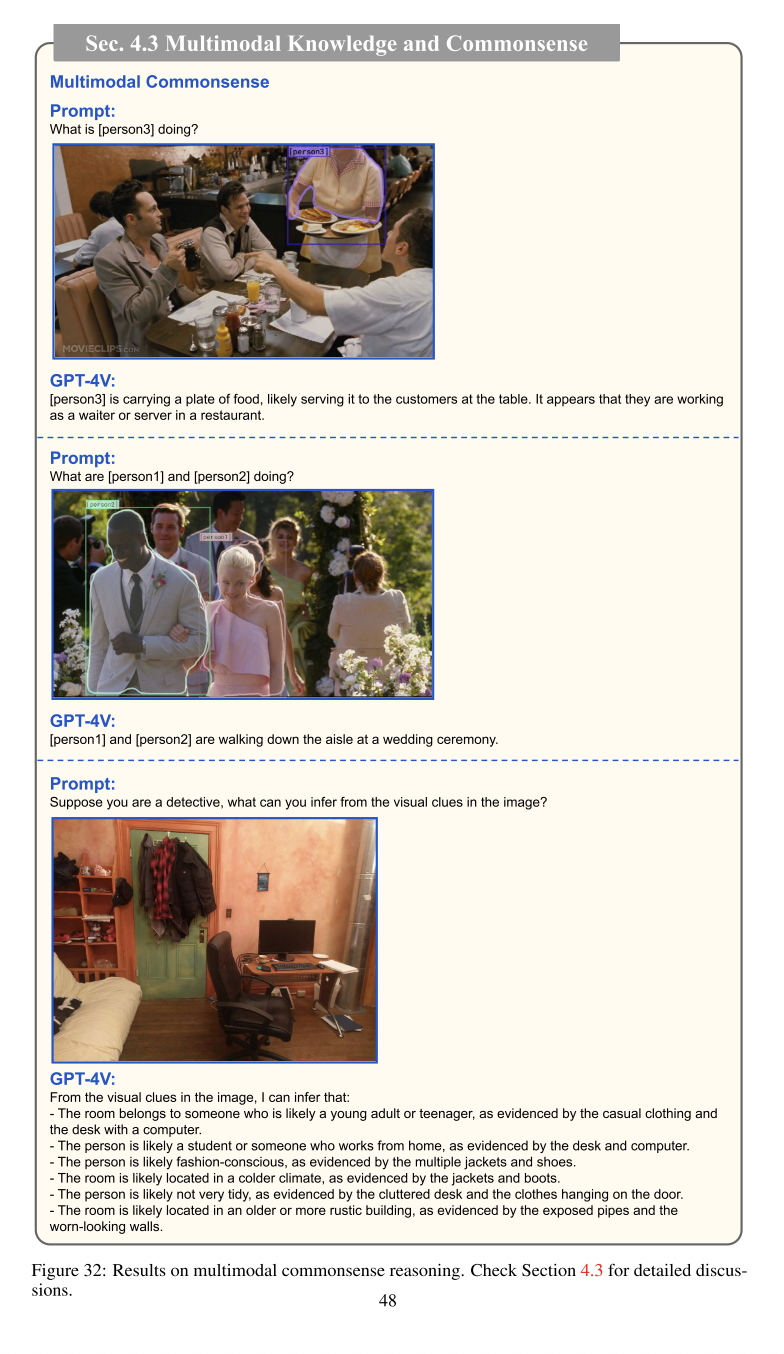 Sec. 4.3 Multimodal Knowledge and Commonsense
Multimodal Commonsense
Prompt:
What is [person3] doing?
[person3]
MOVIECLIPS.COM
GPT-4V:
[person3] is carrying a plate of food, likely serving it to the customers at the table. It appears that they are working
as a waiter or server in a restaurant.
Prompt:
What are [person1] and [person2] doing?
[person2]
[person1]
GPT-4V:
[person1] and [person2] are walking down the aisle at a wedding ceremony.
Prompt:
Suppose you are a detective, what can you infer from the visual clues in the image?
GPT-4V:
From the visual clues in the image, I can infer that:
- The room belongs to someone who is likely a young adult or teenager, as evidenced by the casual clothing and
the desk with a computer.
- The person is likely a student or someone who works from home, as evidenced by the desk and computer.
- The person is likely fashion-conscious, as evidenced by the multiple jackets and shoes.
- The room is likely located in a colder climate, as evidenced by the jackets and boots.
- The person is likely not very tidy, as evidenced by the cluttered desk and the clothes hanging on the door.
- The room is likely located in an older or more rustic building, as evidenced by the exposed pipes and the
worn-looking walls.
Figure 32: Results on multimodal commonsense reasoning. Check Section 4.3 for detailed discus-
sions.
48